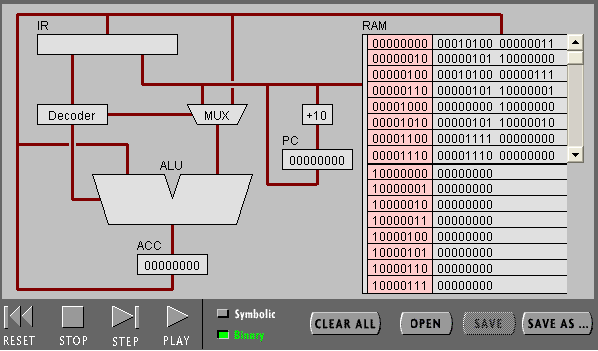 IR
Decoder
MUX
+10
PC
00000000
ALU
ACC
00000000
RAM
00000000 00010100 00000011
00000010 00000101 10000000
00000100 00010100 00000111
00000110 00000101 10000001
00001000 00000000 10000000
00001010 00000101 10000010
00001100 00001111 00000000
00001110 00001110 00000000
10000000 00000000
10000001 00000000
10000010 00000000
10000011 00000000
10000100 00000000
10000101 00000000
10000110 00000000
10000111 00000000
RESET
STOP
STEP
PLAY
Symbolic
Binary
CLEAR ALL
OPEN
SAVE
SAVE AS ...